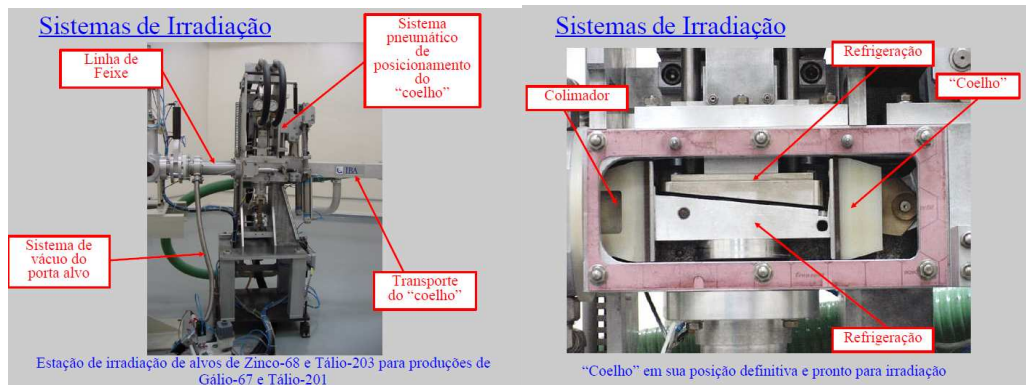 Sistemas de Irradiação
Linha de
Feixe
Sistema
pneumático
de
posicionamento
do
“coelho”
IBA
Sistema de
vácuo do
porta alvo
Transporte
do “coelho”
Estação de irradiação de alvos de Zinco-68 e Tálio-203 para produções de
Gálio-67 e Tálio-201
Sistemas de Irradiação
Refrigeração
Colimador
“Coelho”
Refrigeração
“Coelho” em sua posição definitiva e pronto para irradiação